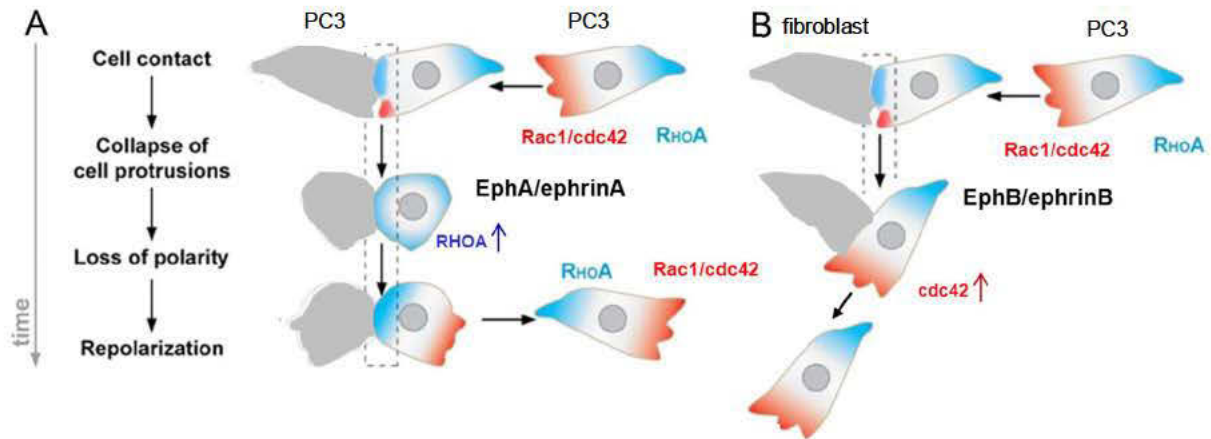 A
PC3
PC3
Cell contact
Rac1/cdc42
RHOA
Collapse of
cell protrusions
EphA/ephrinA
RHOA
Loss of polarity
RHOA
Rac1/cdc42
Repolarization
time
B
fibroblast
PC3
Rac1/cdc42
RHOA
EphB/ephrinB
cdc42